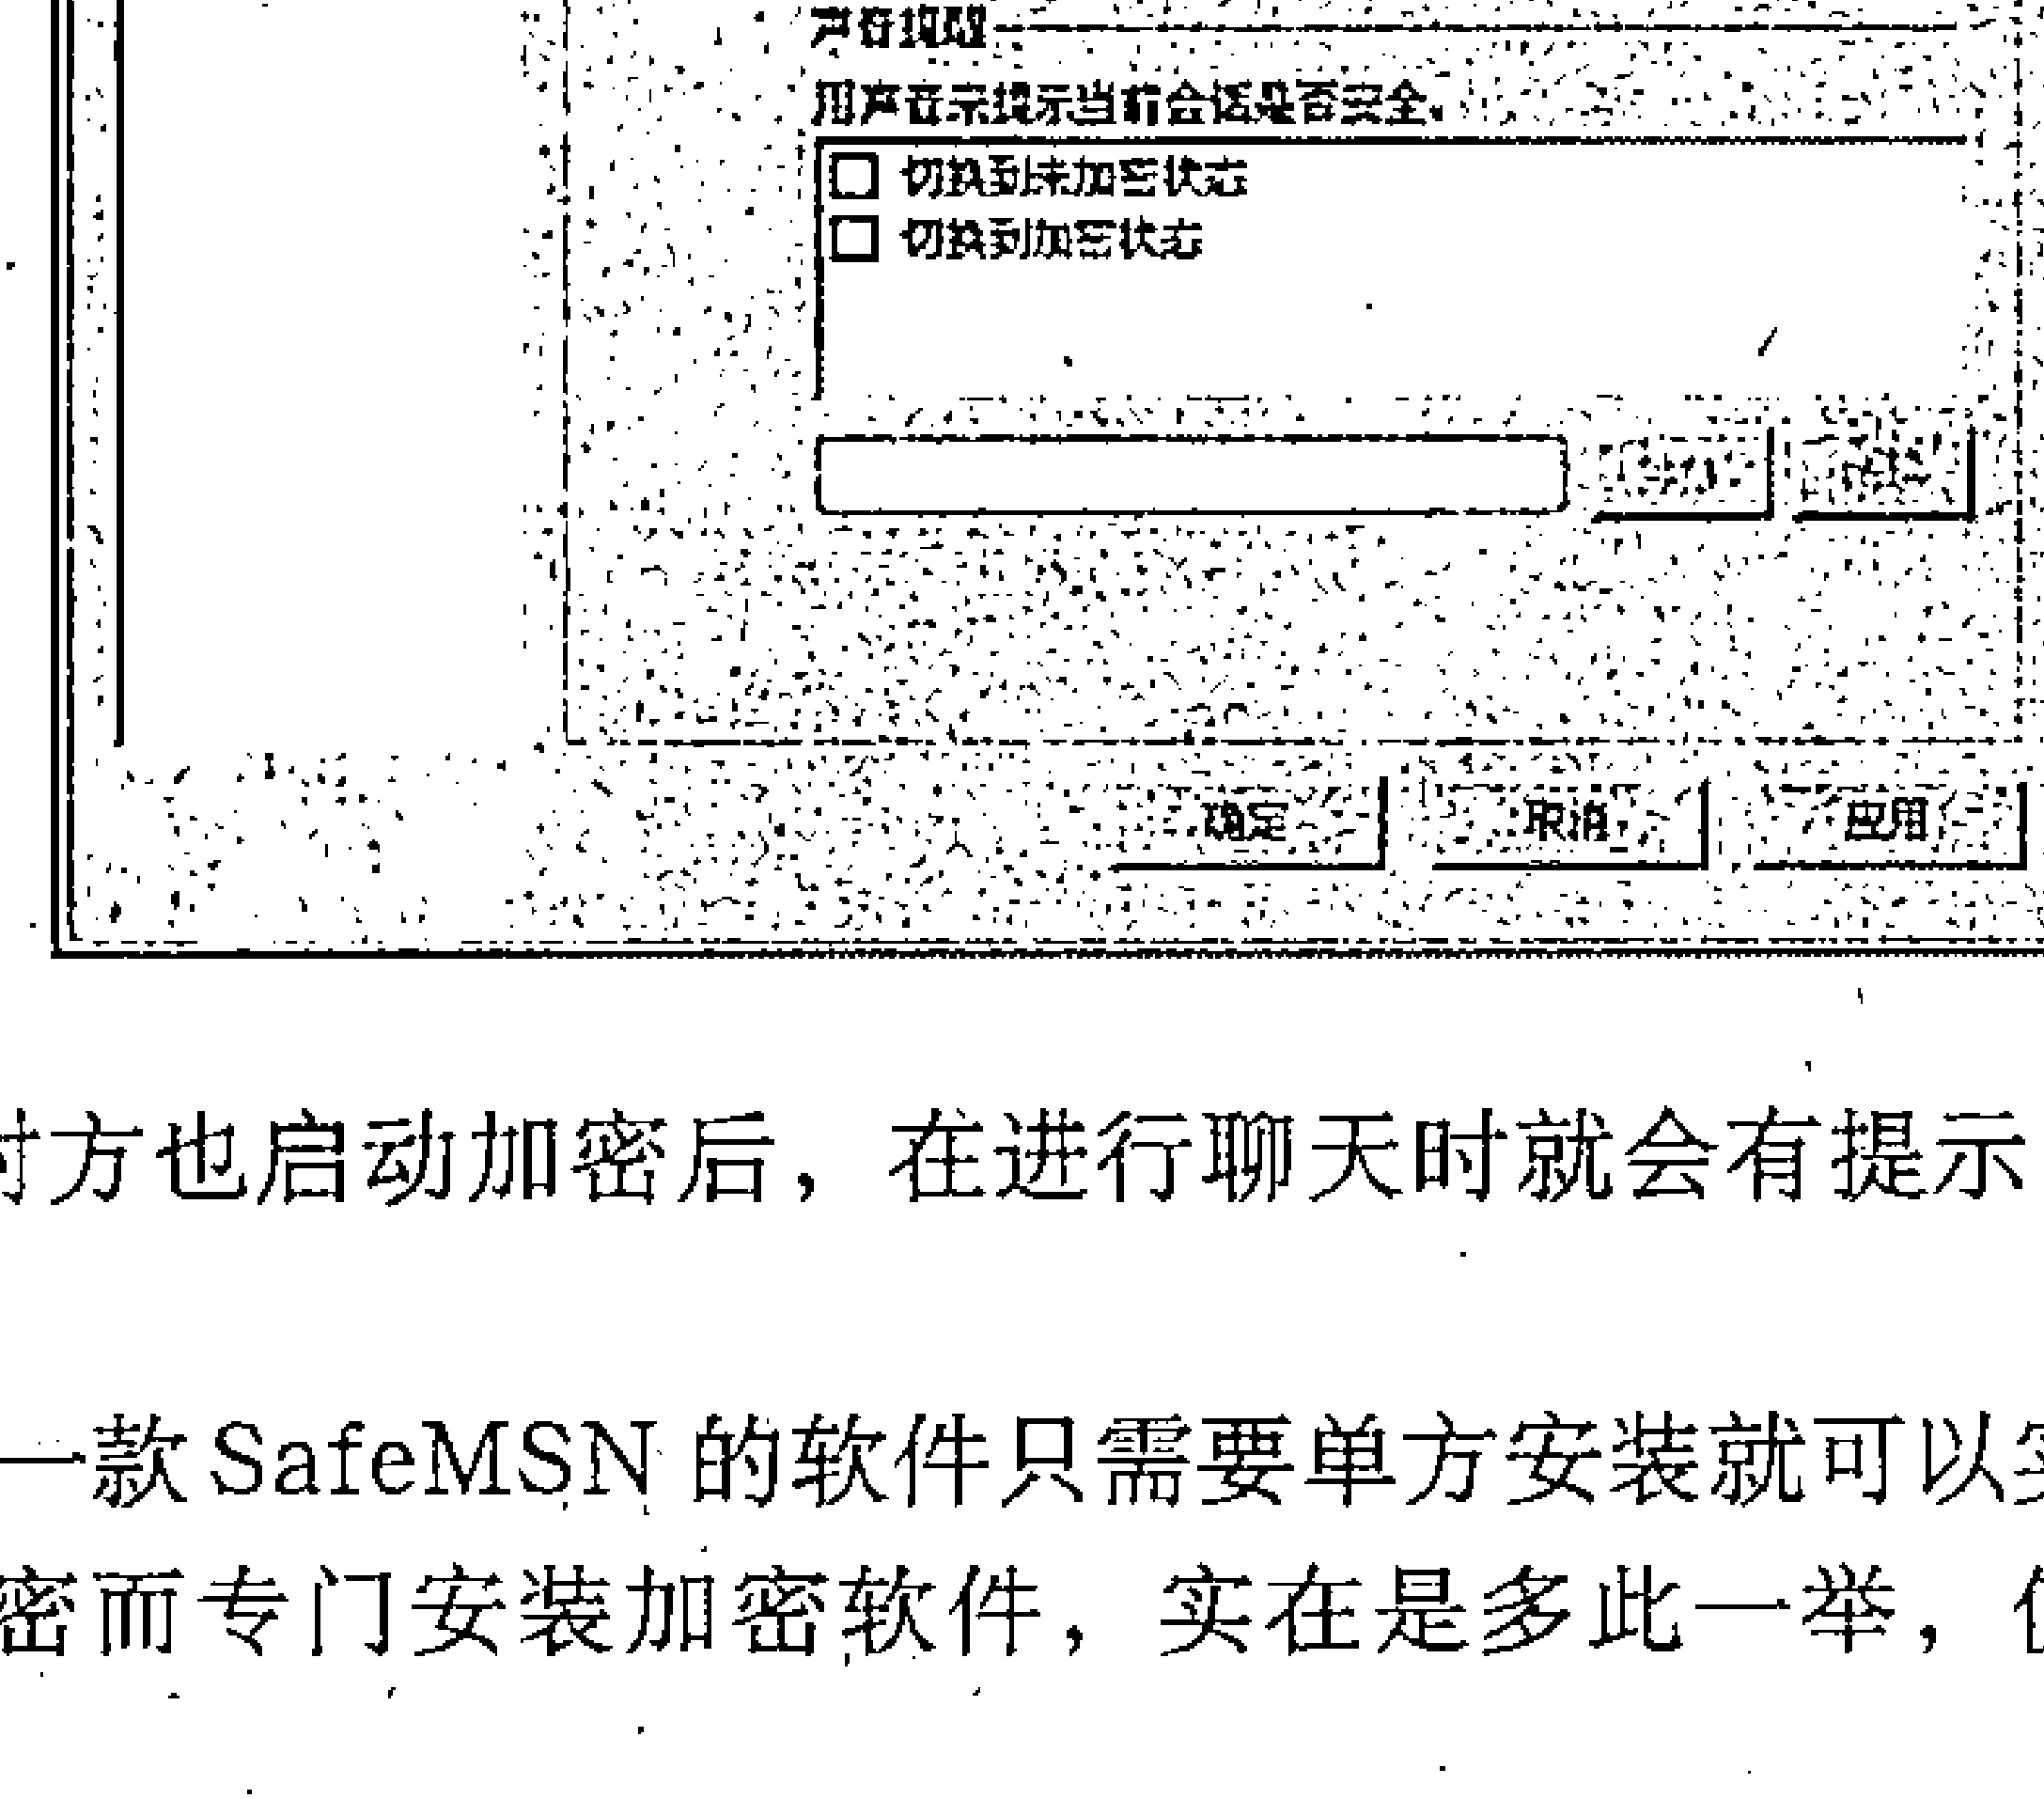 声音提醒
用声音来提示当前会话是否安全。
切换到未加密状态
切换到加密状态
确定 取消 应用
对方也启动加密后，在进行聊天时就会有提示
一款 SafeMSN 的软件只需要单方安装就可以实
密而专门安装加密软件，实在是多此一举，